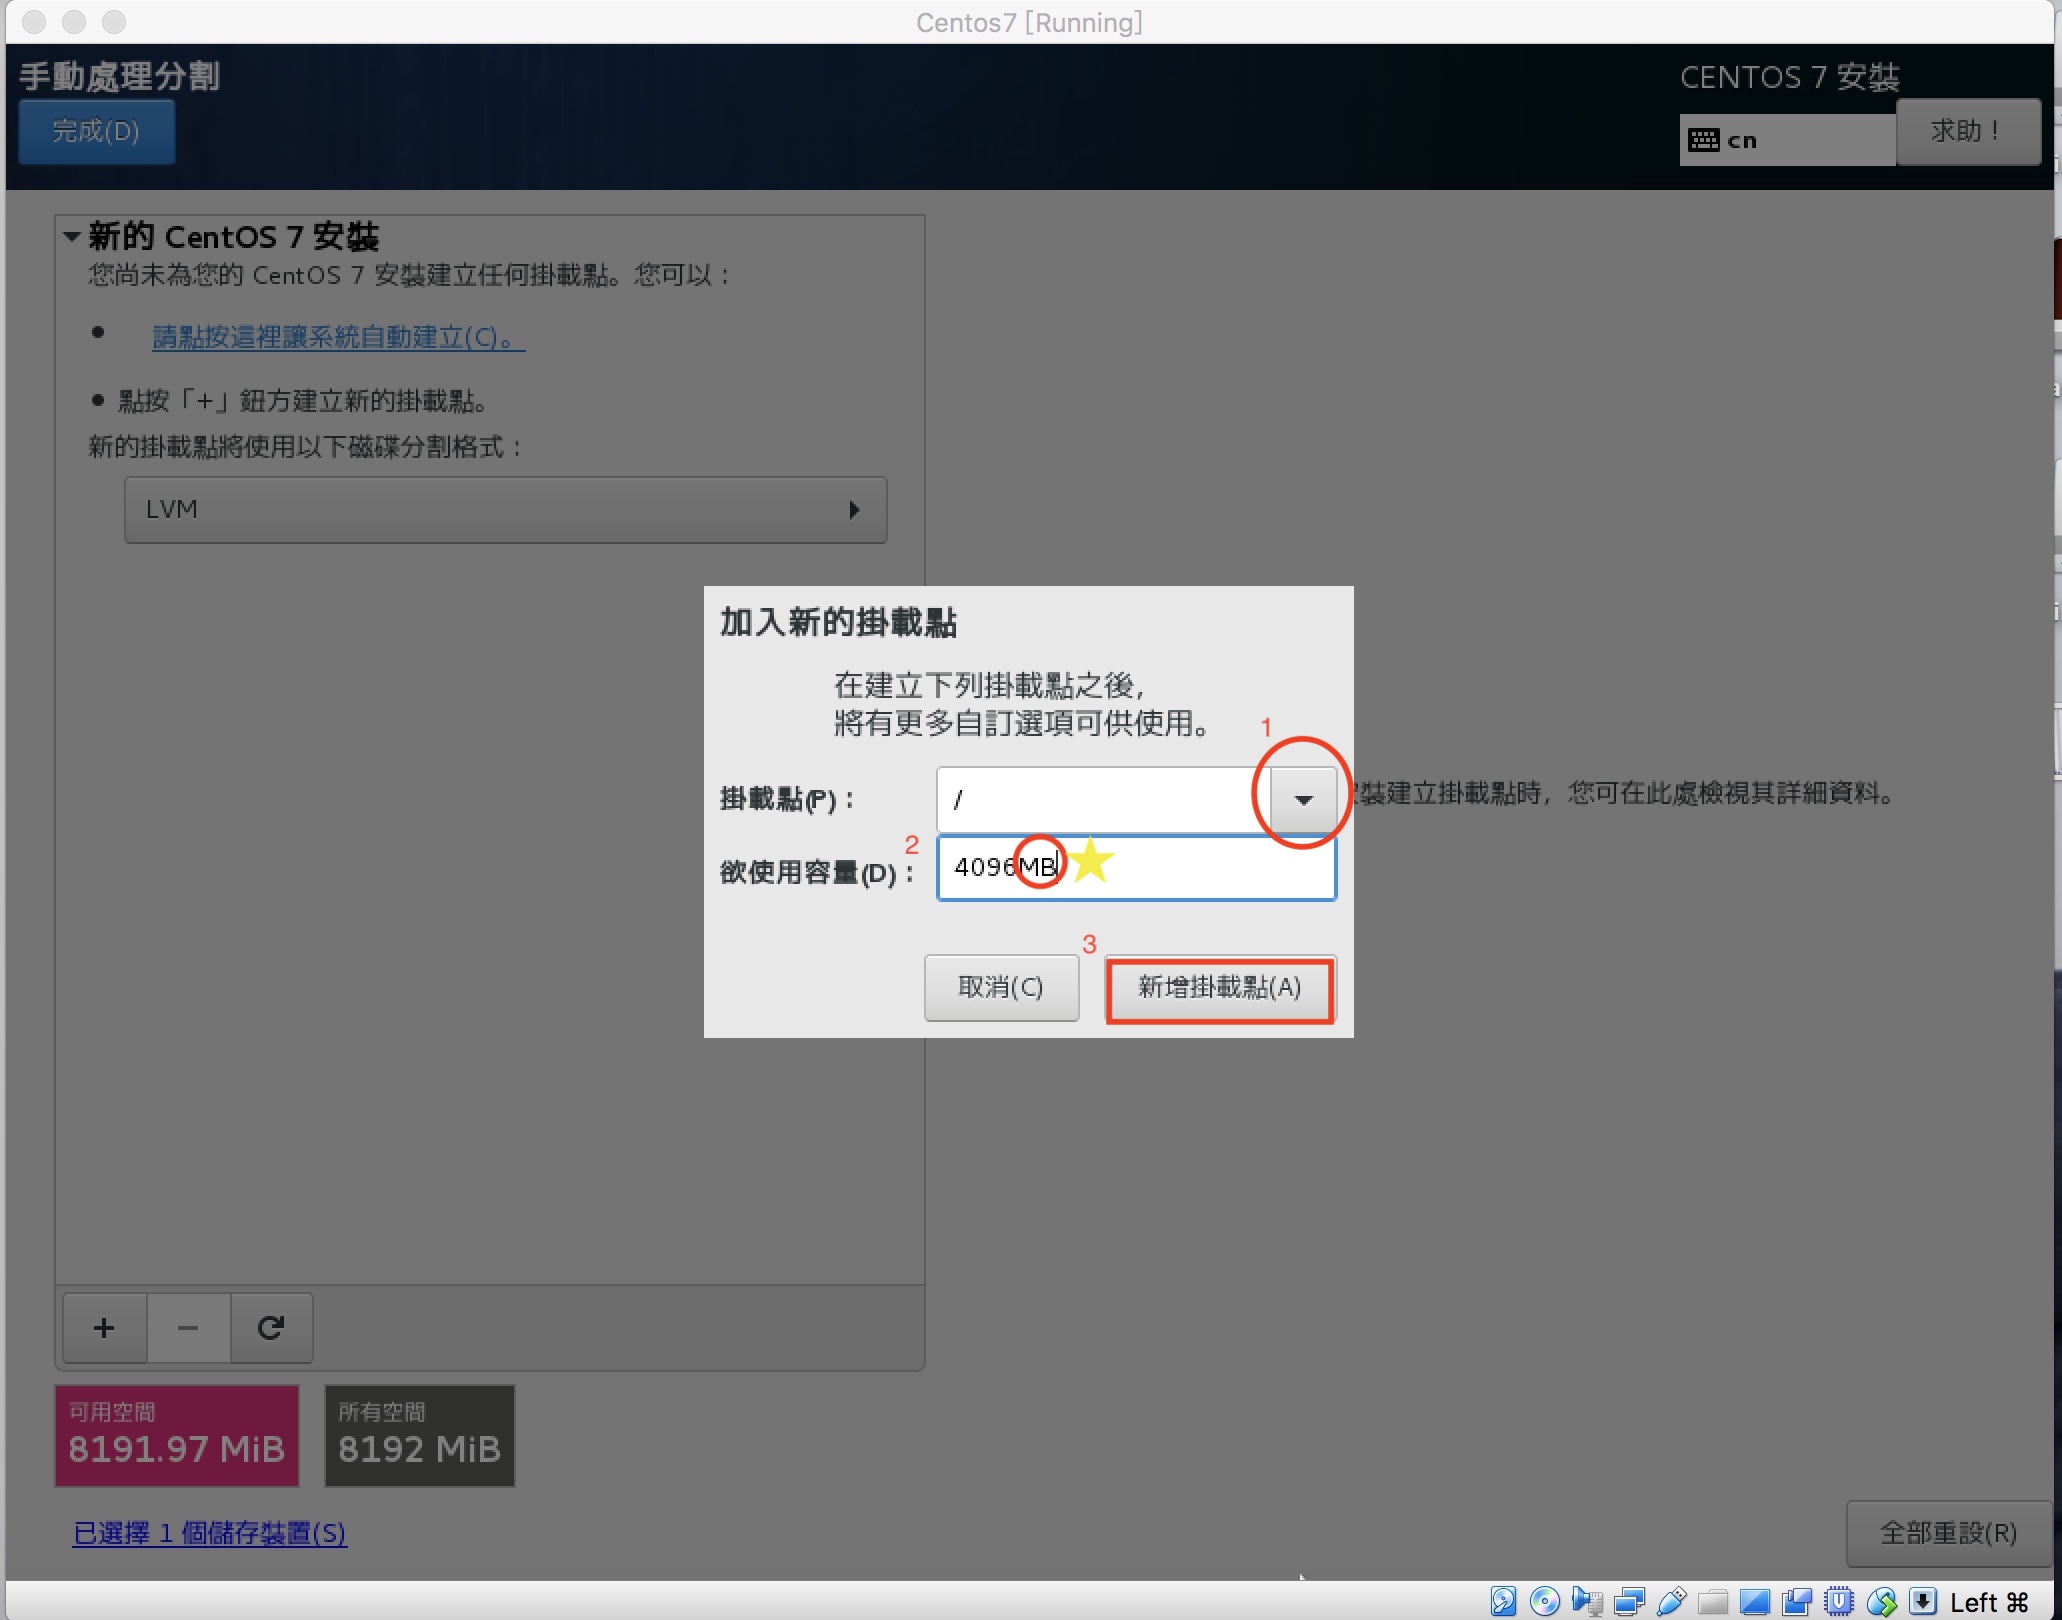 Centos7 [Running]
手動處理分割
CENTOS 7 安裝
完成(D)
cn
求助！
新的 CentOS 7 安裝
您尚未為您的 CentOS 7 安裝建立任何掛載點。您可以：
請點按這裡讓系統自動建立(C)。
點按「+」鈕方建立新的掛載點。
新的掛載點將使用以下磁碟分割格式：
LVM
加入新的掛載點
在建立下列掛載點之後，
將有更多自訂選項可供使用。
1
掛載點(P)：
/
裝建立掛載點時，您可在此處檢視其詳細資料。
2
欲使用容量(D)：
4096MB
3
取消(C)
新增掛載點(A)
+
−
可用空間
8191.97 MiB
所有空間
8192 MiB
已選擇 1 個儲存裝置(S)
全部重設(R)
Left ⌘